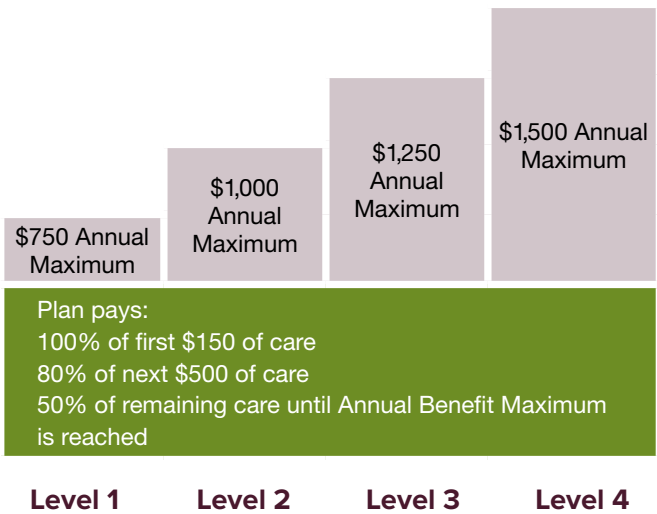 $750 Annual
Maximum
$1,000
Annual
Maximum
$1,250
Annual
Maximum
$1,500 Annual
Maximum
Plan pays:
100% of first $150 of care
80% of next $500 of care
50% of remaining care until Annual Benefit Maximum
is reached
Level 1
Level 2
Level 3
Level 4